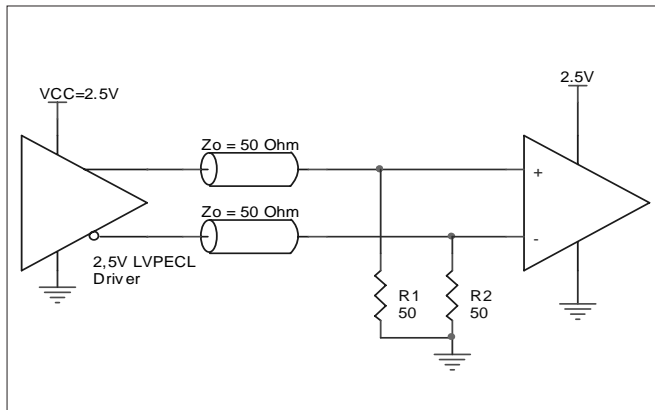 VCC=2.5V
2.5V
Zo = 50 Ohm
+
Zo = 50 Ohm
-
2,5V LVPECL
Driver
R1
50
R2
50